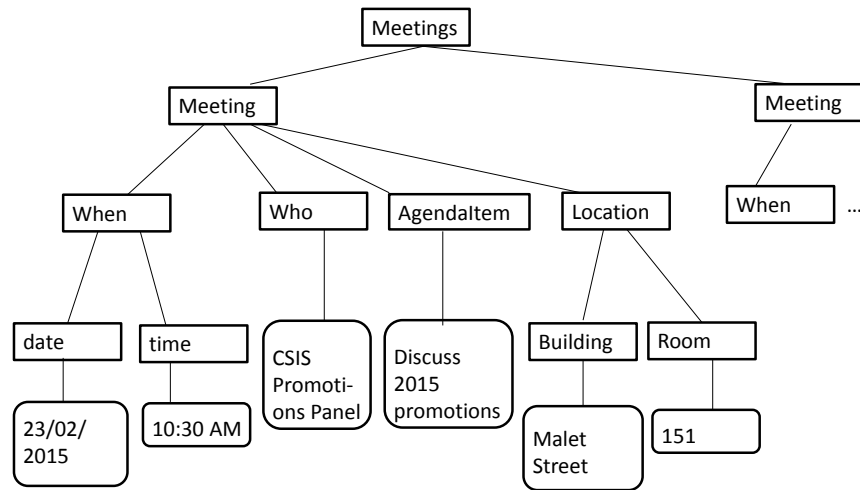 Meetings
Meeting
Meeting
When
Who
AgendaItem
Location
When
...
date
time
CSIS
Promoti-
ons Panel
Discuss
2015
promotions
Building
Room
23/02/
2015
10:30 AM
Malet
Street
151